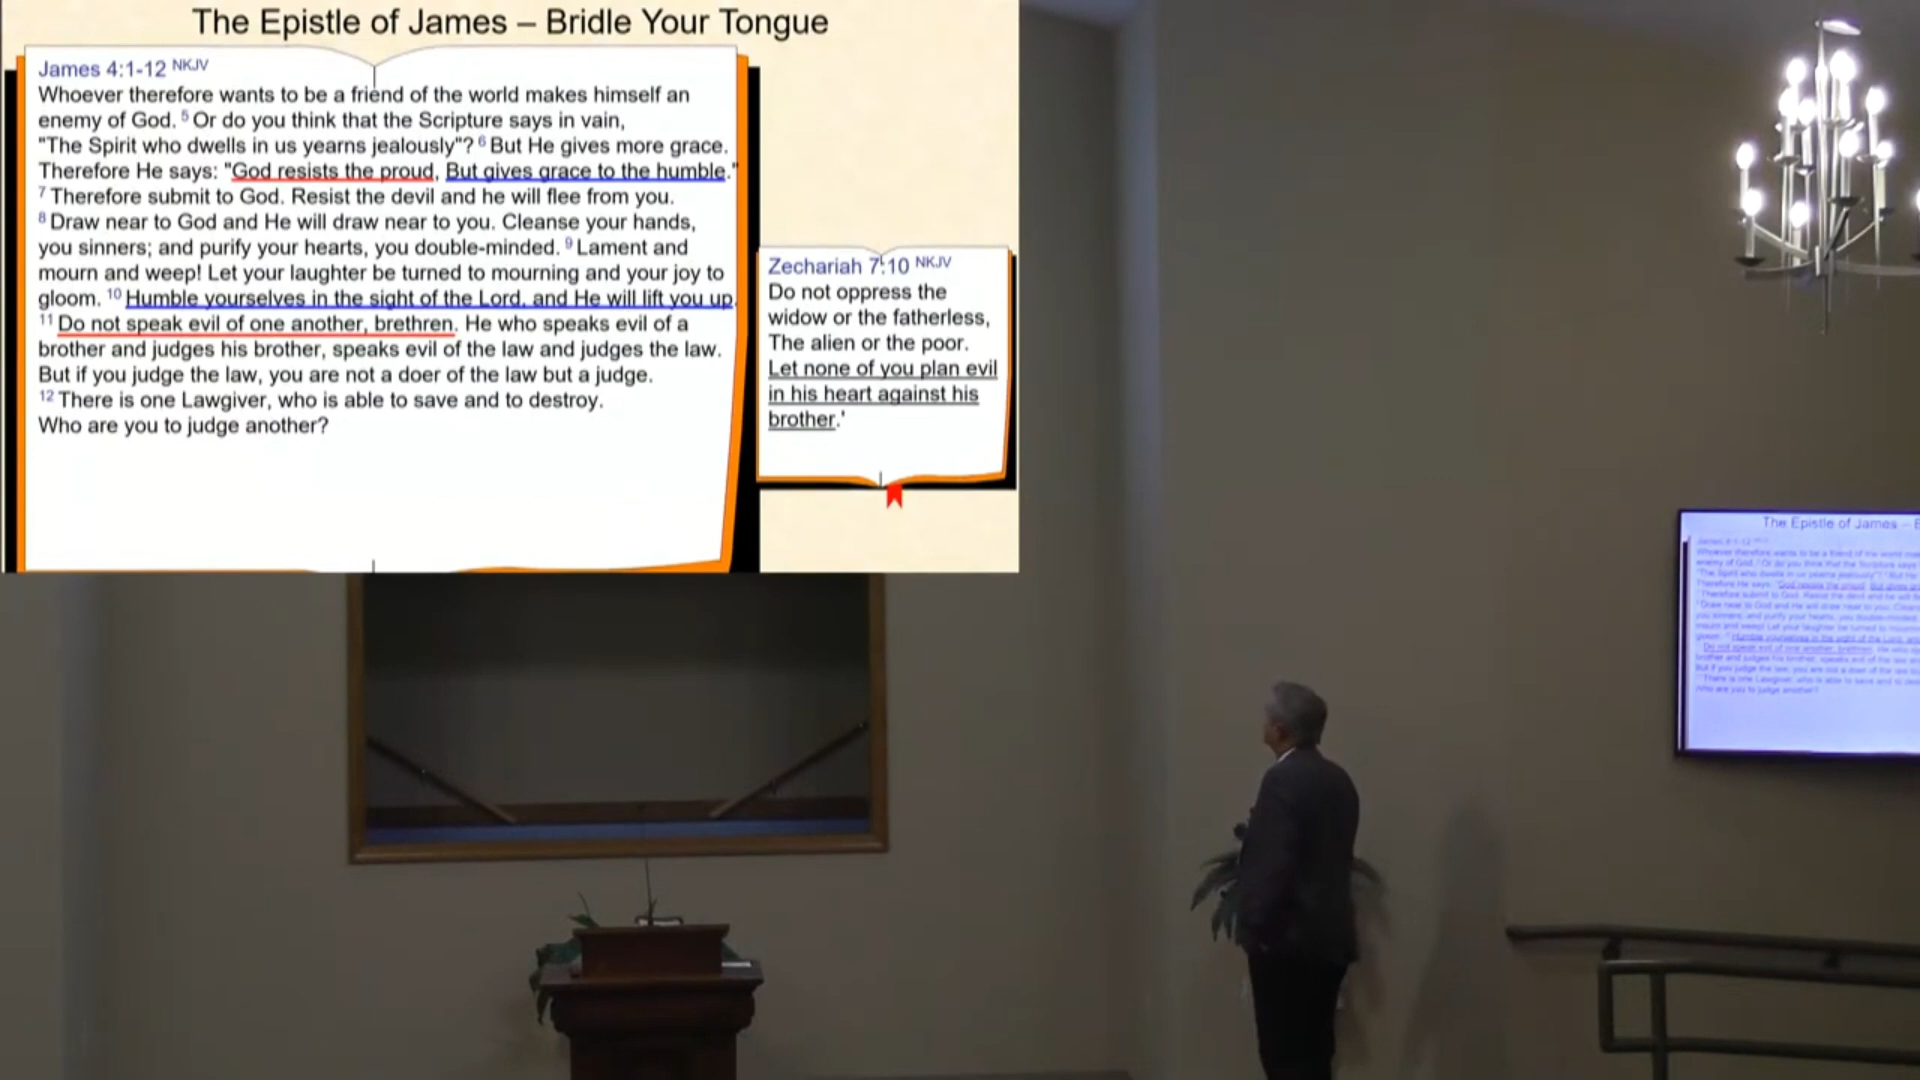 The Epistle of James – Bridle Your Tongue
James 4:1-12 NKJV
Whoever therefore wants to be a friend of the world makes himself an
enemy of God. 5 Or do you think that the Scripture says in vain,
"The Spirit who dwells in us yearns jealously"? 6 But He gives more grace.
Therefore He says: "God resists the proud, But gives grace to the humble."
7 Therefore submit to God. Resist the devil and he will flee from you.
8 Draw near to God and He will draw near to you. Cleanse your hands,
you sinners; and purify your hearts, you double-minded. 9 Lament and
mourn and weep! Let your laughter be turned to mourning and your joy to
gloom. 10 Humble yourselves in the sight of the Lord, and He will lift you up.
11 Do not speak evil of one another, brethren. He who speaks evil of a
brother and judges his brother, speaks evil of the law and judges the law.
But if you judge the law, you are not a doer of the law but a judge.
12 There is one Lawgiver, who is able to save and to destroy.
Who are you to judge another?
Zechariah 7:10 NKJV
Do not oppress the
widow or the fatherless,
The alien or the poor.
Let none of you plan evil
in his heart against his
brother.'
The Epistle of James –